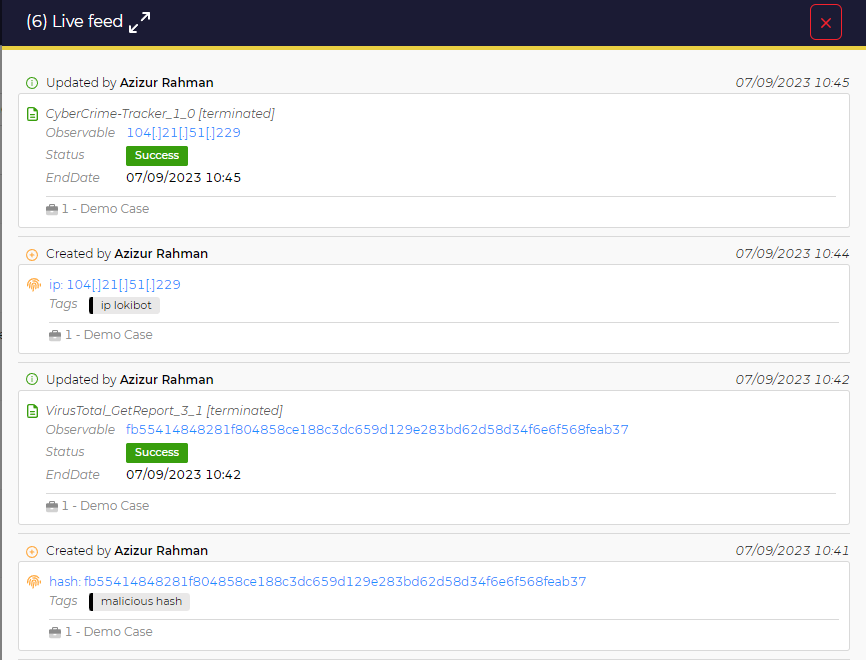 (6) Live feed
Updated by Azizur Rahman 07/09/2023 10:45
CyberCrime-Tracker_1_0 [terminated]
Observable 104[.]21[.]51[.]229
Status Success
EndDate 07/09/2023 10:45
1 - Demo Case
Created by Azizur Rahman 07/09/2023 10:44
ip: 104[.]21[.]51[.]229
Tags ip lokibot
1 - Demo Case
Updated by Azizur Rahman 07/09/2023 10:42
VirusTotal_GetReport_3_1 [terminated]
Observable fb55414848281f804858ce188c3dc659d129e283bd62d58d34f6e6f568feab37
Status Success
EndDate 07/09/2023 10:42
1 - Demo Case
Created by Azizur Rahman 07/09/2023 10:41
hash: fb55414848281f804858ce188c3dc659d129e283bd62d58d34f6e6f568feab37
Tags malicious hash
1 - Demo Case